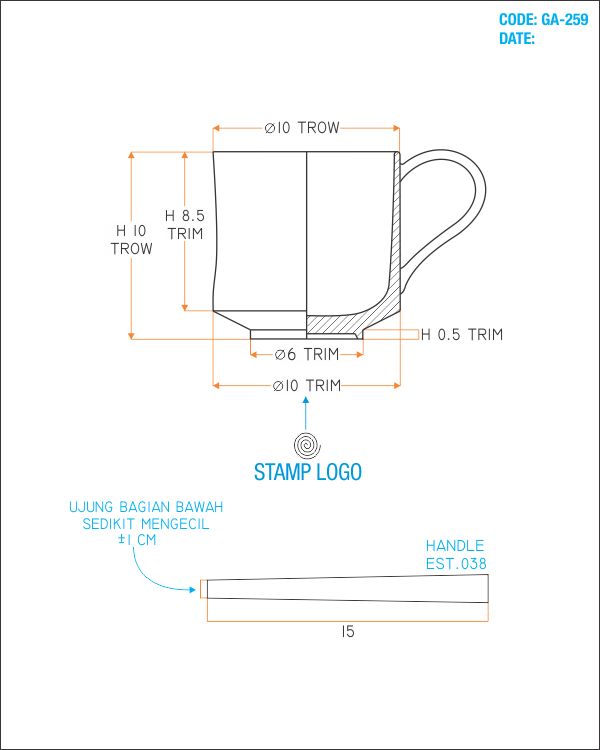 CODE: GA-259
DATE:
Ø10 TROW
H 8.5
TRIM
H 10
TROW
H 0.5 TRIM
Ø6 TRIM
Ø10 TRIM
STAMP LOGO
UJUNG BAGIAN BAWAH
SEDIKIT MENGECIL
±1 CM
HANDLE
EST.038
15